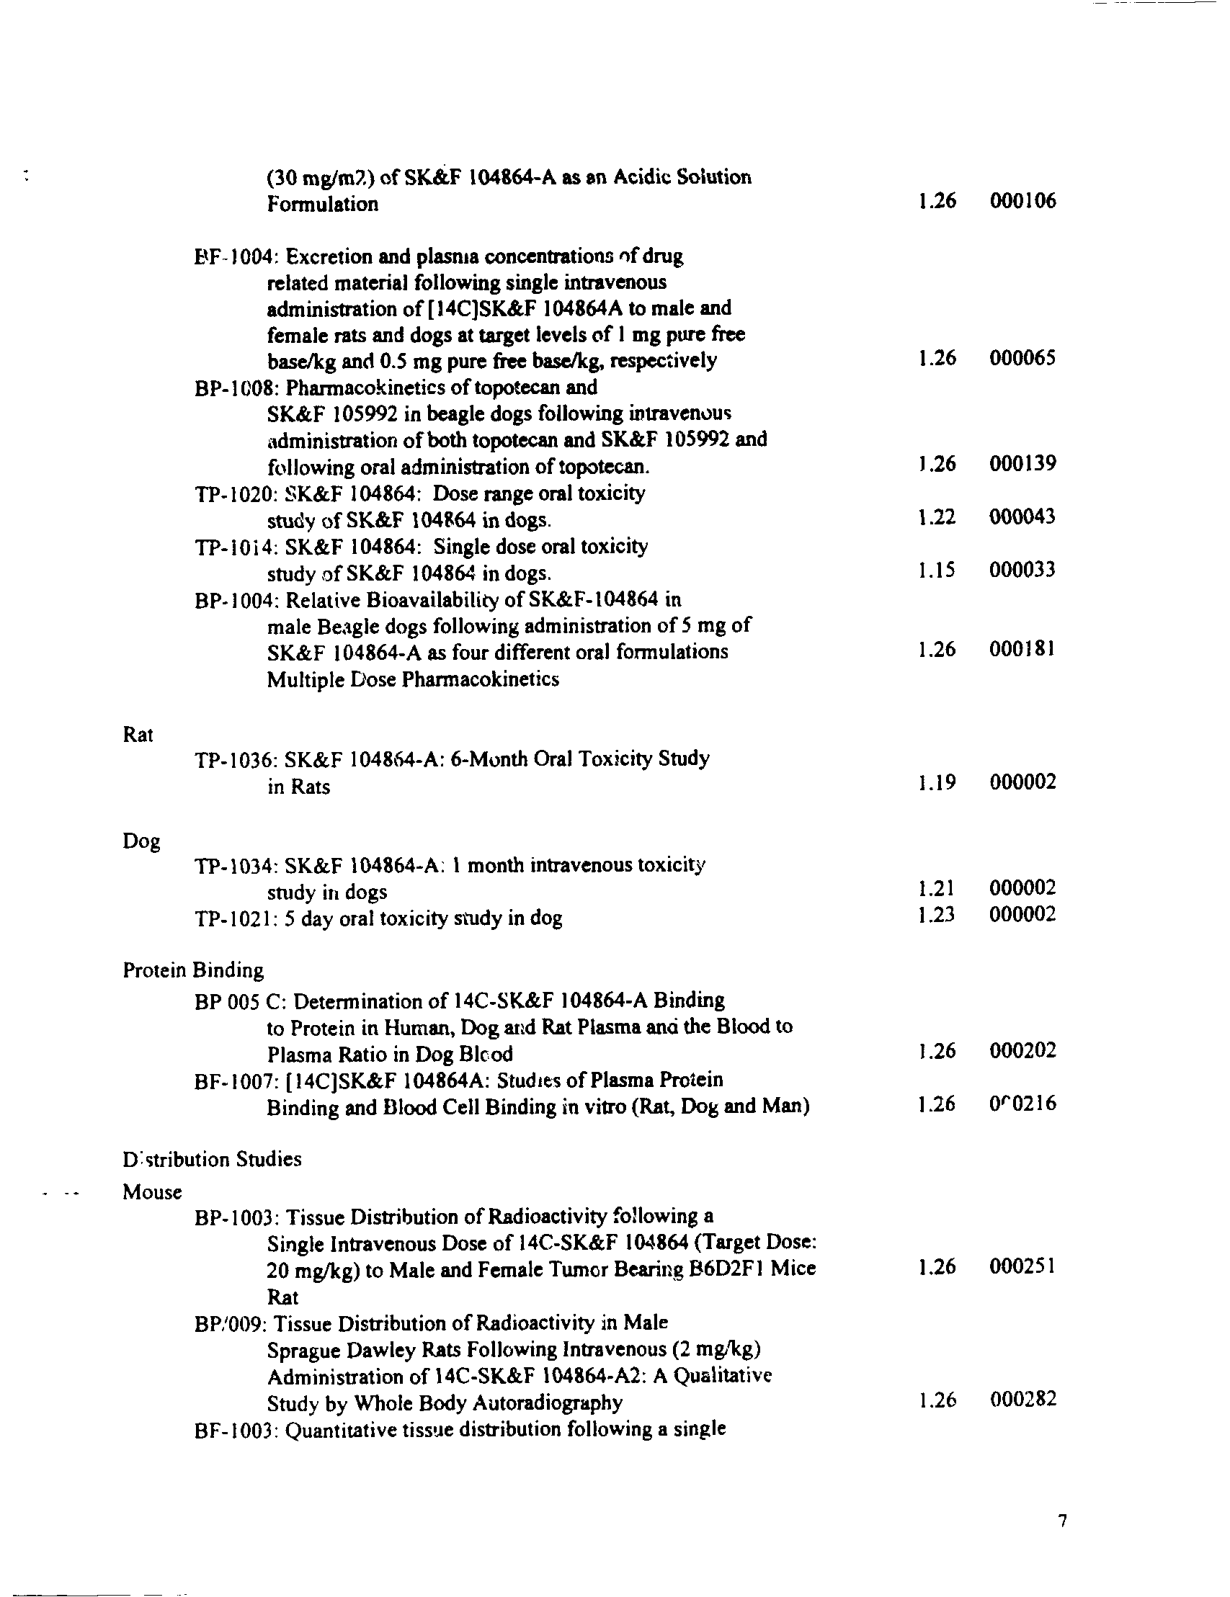 (30 mg/m2) of SK&F 104864-A as an Acidic Solution
Formulation 1.26 000106
BF-1004: Excretion and plasma concentrations of drug
related material following single intravenous
administration of [14C]SK&F 104864A to male and
female rats and dogs at target levels of 1 mg pure free
base/kg and 0.5 mg pure free base/kg, respectively 1.26 000065
BP-1008: Pharmacokinetics of topotecan and
SK&F 105992 in beagle dogs following intravenous
administration of both topotecan and SK&F 105992 and
following oral administration of topotecan. 1.26 000139
TP-1020: SK&F 104864: Dose range oral toxicity
study of SK&F 104864 in dogs. 1.22 000043
TP-1014: SK&F 104864: Single dose oral toxicity
study of SK&F 104864 in dogs. 1.15 000033
BP-1004: Relative Bioavailability of SK&F-104864 in
male Beagle dogs following administration of 5 mg of
SK&F 104864-A as four different oral formulations 1.26 000181
Multiple Dose Pharmacokinetics
Rat
TP-1036: SK&F 104864-A: 6-Month Oral Toxicity Study
in Rats 1.19 000002
Dog
TP-1034: SK&F 104864-A: 1 month intravenous toxicity
study in dogs 1.21 000002
TP-1021: 5 day oral toxicity study in dog 1.23 000002
Protein Binding
BP 005 C: Determination of 14C-SK&F 104864-A Binding
to Protein in Human, Dog and Rat Plasma and the Blood to
Plasma Ratio in Dog Blood 1.26 000202
BF-1007: [14C]SK&F 104864A: Studies of Plasma Protein
Binding and Blood Cell Binding in vitro (Rat, Dog and Man) 1.26 000216
Distribution Studies
Mouse
BP-1003: Tissue Distribution of Radioactivity following a
Single Intravenous Dose of 14C-SK&F 104864 (Target Dose:
20 mg/kg) to Male and Female Tumor Bearing B6D2F1 Mice 1.26 000251
Rat
Tissue Distribution of Radioactivity in Male
Sprague Dawley Rats Following Intravenous (2 mg/kg)
Administration of 14C-SK&F 104864-A2: A Qualitative
Study by Whole Body Autoradiography 1.26 000282
BF-1003: Quantitative tissue distribution following a single
7